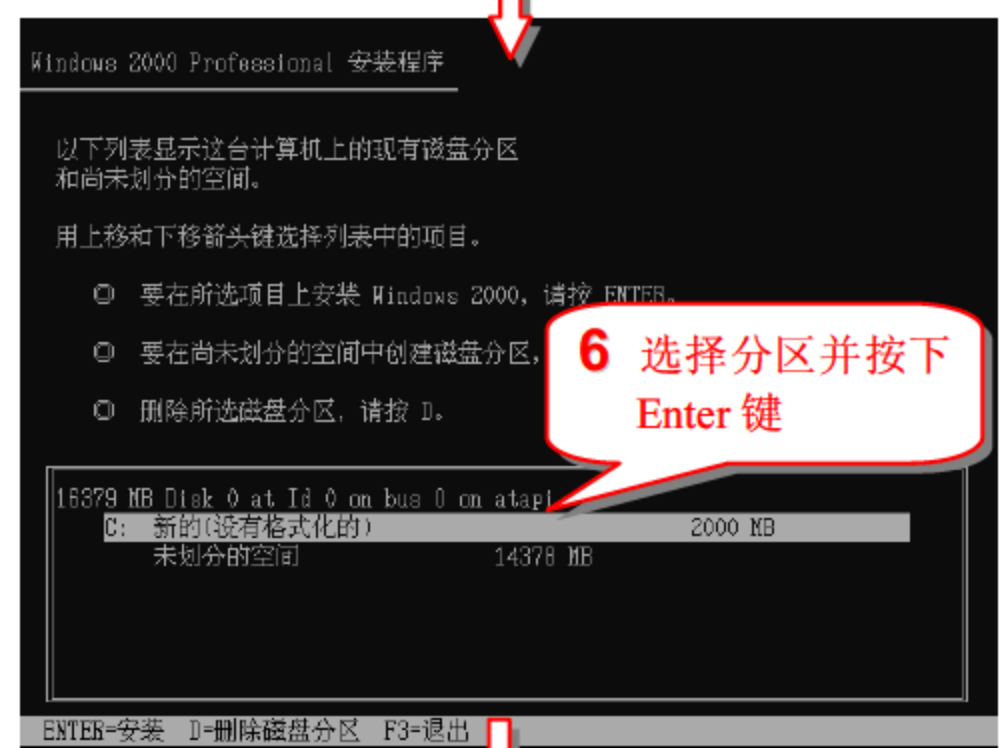 Windows 2000 Professional 安装程序
以下列表显示这台计算机上的现有磁盘分区
和尚未划分的空间。
用上移和下移箭头键选择列表中的项目。
◎ 要在所选项目上安装 Windows 2000, 请按 ENTER。
◎ 要在尚未划分的空间中创建磁盘分区,
◎ 删除所选磁盘分区, 请按 D。
6 选择分区并按下
Enter 键
16379 MB Disk 0 at Id 0 on bus 0 on atapi
C: 新的(没有格式化的) 2000 MB
未划分的空间 14378 MB
ENTER=安装 D=删除磁盘分区 F3=退出